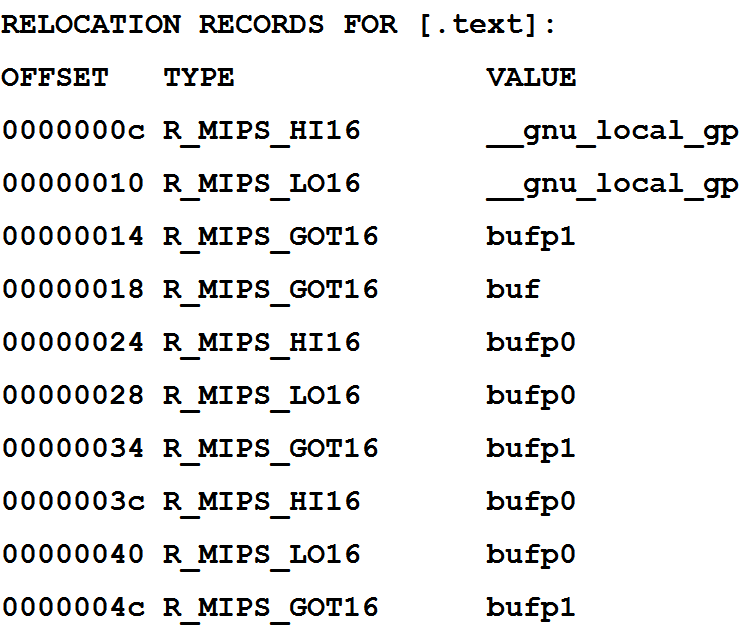 RELOCATION RECORDS FOR [.text]:
OFFSET TYPE VALUE
0000000c R_MIPS_HI16 __gnu_local_gp
00000010 R_MIPS_LO16 __gnu_local_gp
00000014 R_MIPS_GOT16 bufp1
00000018 R_MIPS_GOT16 buf
00000024 R_MIPS_HI16 bufp0
00000028 R_MIPS_LO16 bufp0
00000034 R_MIPS_GOT16 bufp1
0000003c R_MIPS_HI16 bufp0
00000040 R_MIPS_LO16 bufp0
0000004c R_MIPS_GOT16 bufp1